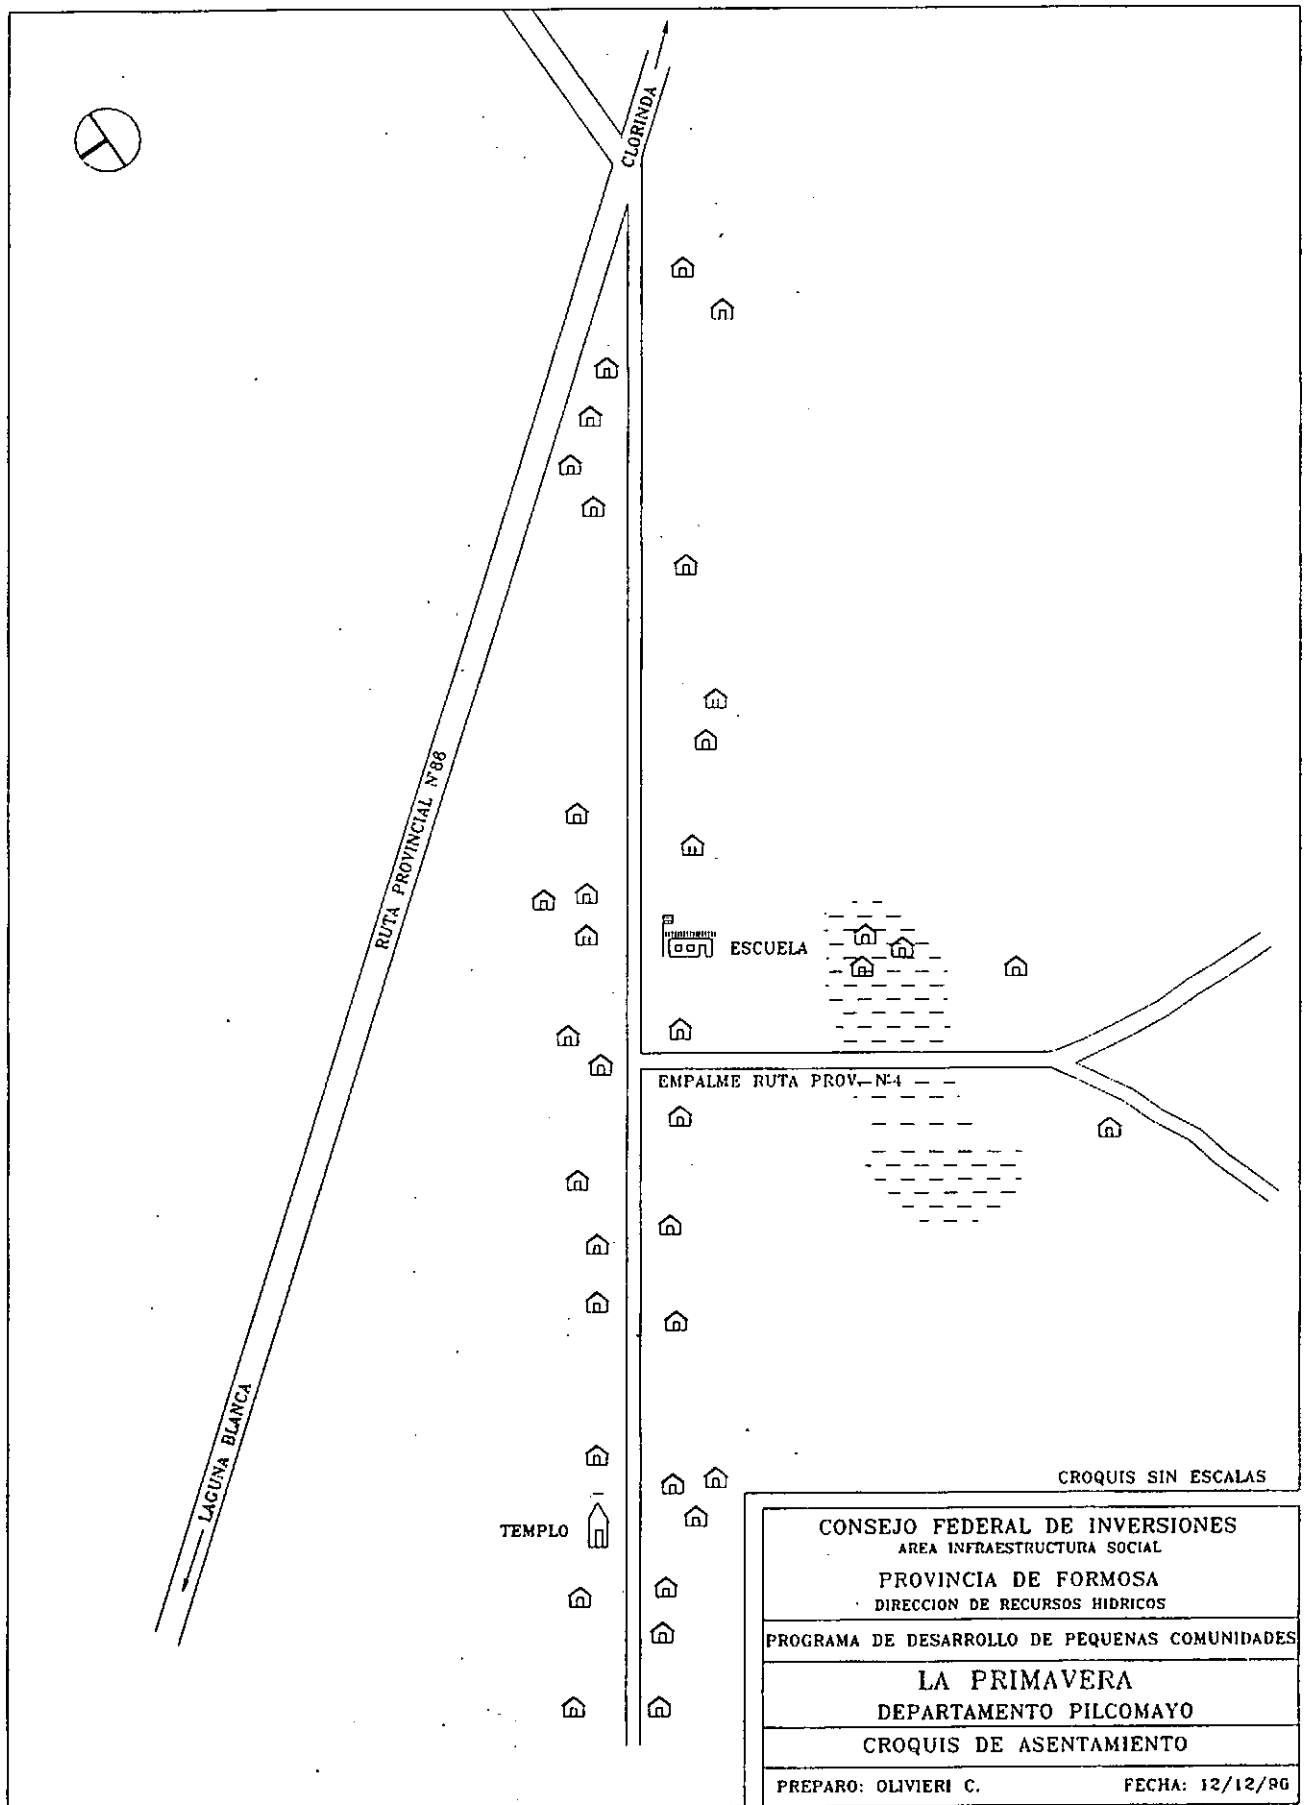 CLORINDA
RUTA PROVINCIAL N°86
ESCUELA
EMPALME RUTA PROV. N°4
LAGUNA BLANCA
TEMPLO
CROQUIS SIN ESCALAS
CONSEJO FEDERAL DE INVERSIONES
AREA INFRAESTRUCTURA SOCIAL
PROVINCIA DE FORMOSA
DIRECCION DE RECURSOS HIDRICOS
PROGRAMA DE DESARROLLO DE PEQUENAS COMUNIDADES
LA PRIMAVERA
DEPARTAMENTO PILCOMAYO
CROQUIS DE ASENTAMIENTO
PREPARO: OLIVIERI C. FECHA: 12/12/96